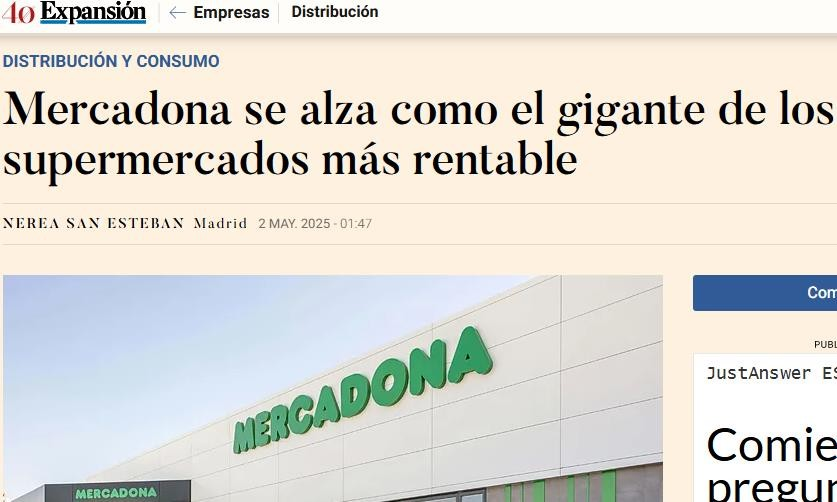 40 Expansión ← Empresas Distribución
DISTRIBUCIÓN Y CONSUMO
Mercadona se alza como el gigante de los
supermercados más rentable
NEREA SAN ESTEBAN Madrid 2 MAY. 2025 - 01:47
MERCADONA
MERCADONA
Com
PUBL
JustAnswer ES
Comie
pregu